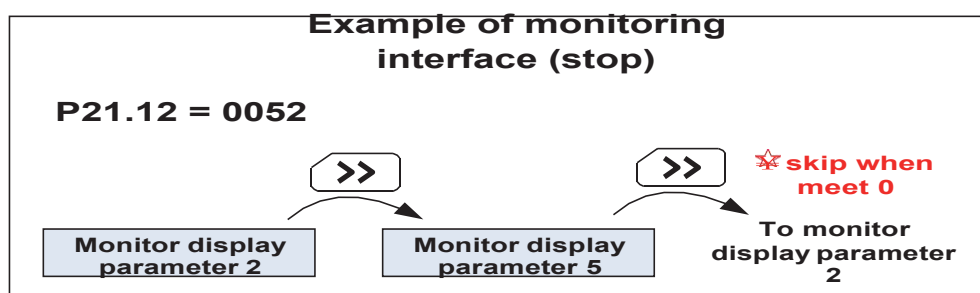 Example of monitoring
interface (stop)
P21.12 = 0052
>>
>>
skip when
meet 0
Monitor display
parameter 2
Monitor display
parameter 5
To monitor
display parameter
2